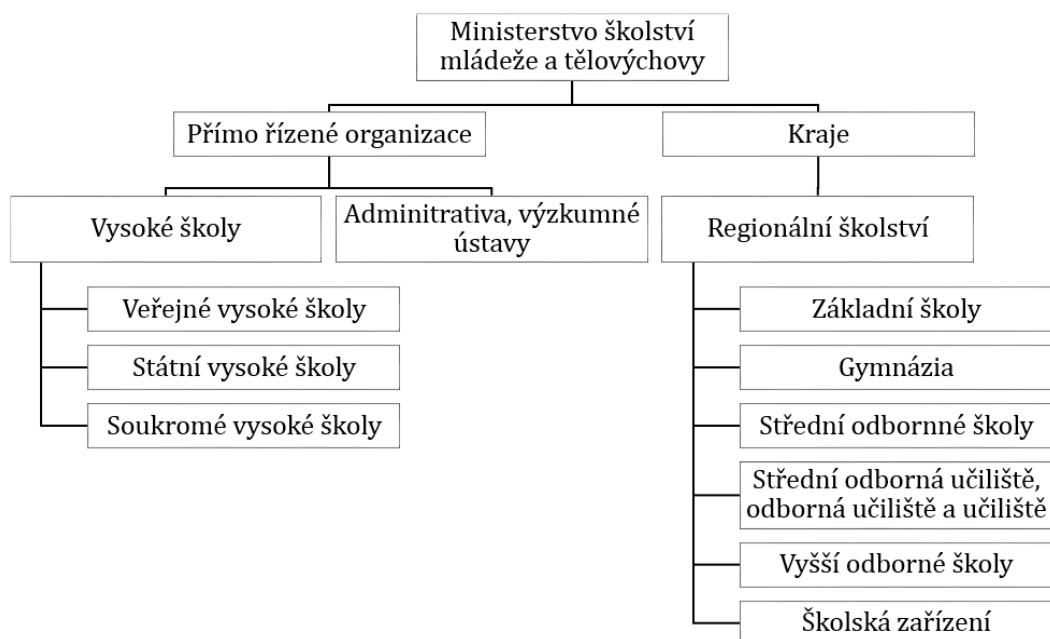 Ministerstvo školství
mládeže a tělovýchovy
Přímo řízené organizace
Kraje
Vysoké školy
Adminitrativa, výzkumné
ústavy
Regionální školství
Veřejné vysoké školy
Státní vysoké školy
Soukromé vysoké školy
Základní školy
Gymnázia
Střední odbornné školy
Střední odborná učiliště,
odborná učiliště a učiliště
Vyšší odborné školy
Školská zařízení